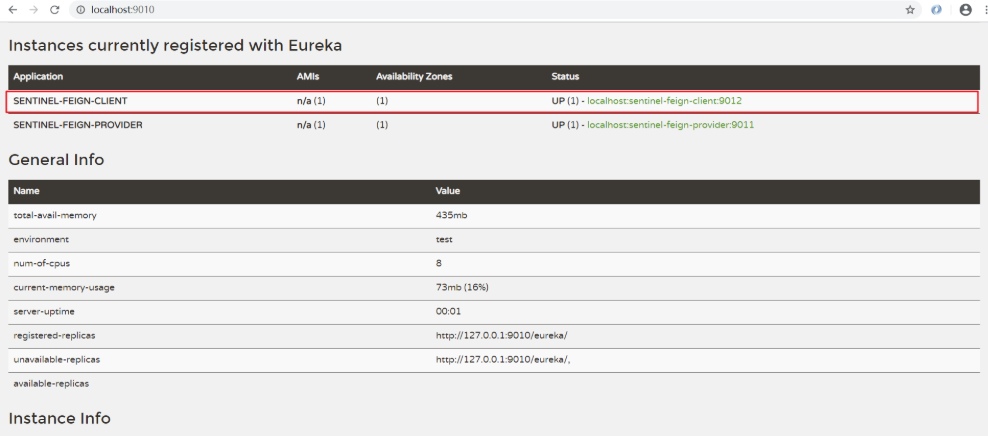 localhost:9010
Instances currently registered with Eureka
Application AMIs Availability Zones Status
SENTINEL-FEIGN-CLIENT n/a (1) (1) UP (1) - localhost:sentinel-feign-client:9012
SENTINEL-FEIGN-PROVIDER n/a (1) (1) UP (1) - localhost:sentinel-feign-provider:9011
General Info
Name Value
total-avail-memory 435mb
environment test
num-of-cpus 8
current-memory-usage 73mb (16%)
server-uptime 00:01
registered-replicas http://127.0.0.1:9010/eureka/
unavailable-replicas http://127.0.0.1:9010/eureka/,
available-replicas
Instance Info